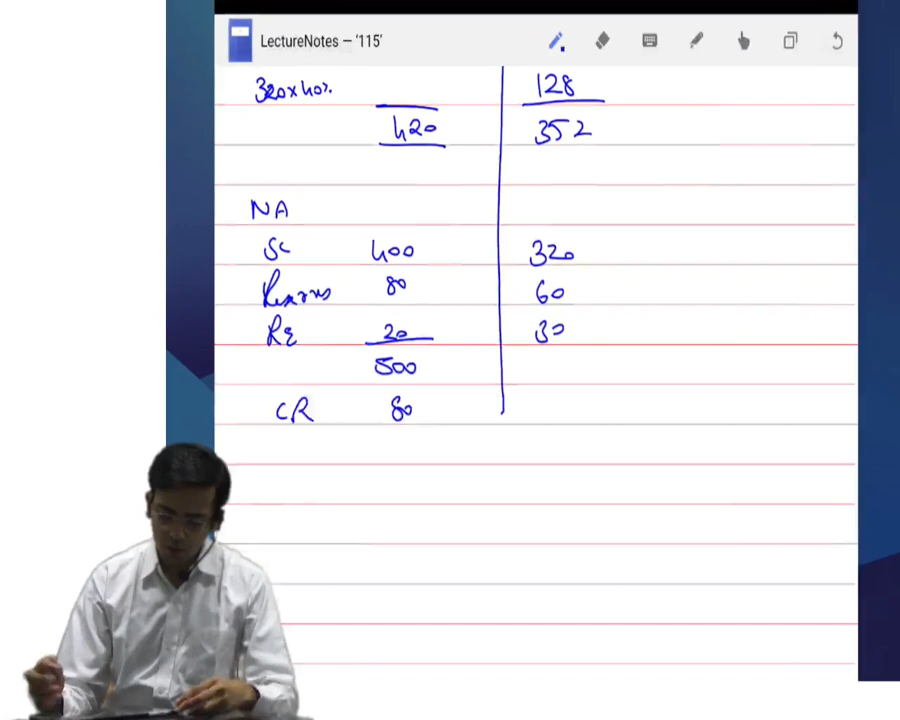 LectureNotes – '115'
320 x 40% 128
420 352
NA
SC 400 320
Reserves 80 60
RE 20 30
500
CR 80